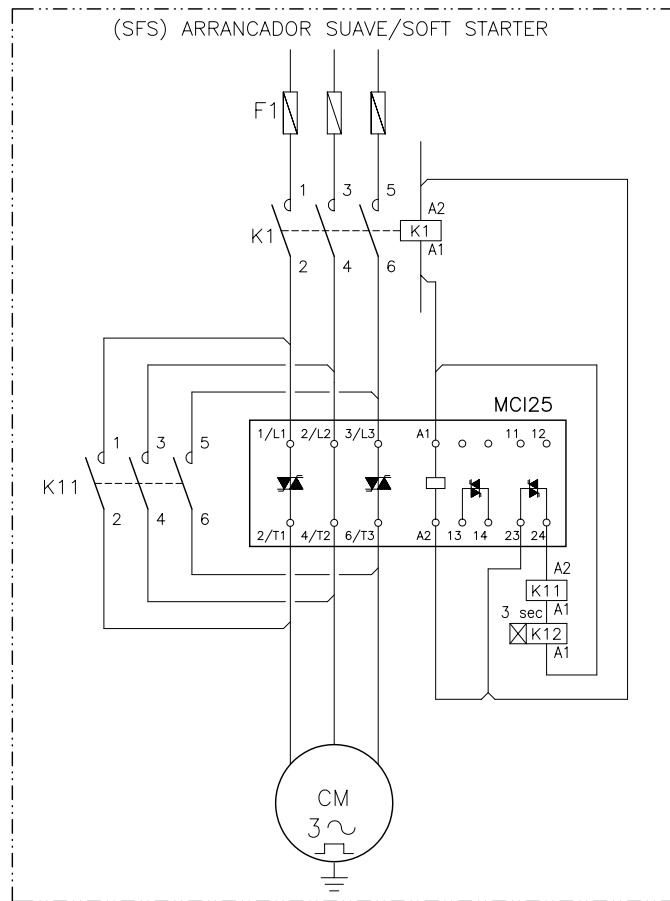 (SFS) ARRANCADOR SUAVE/SOFT STARTER
F1
1 3 5
A2
K1 K1
A1
2 4 6
MCI25
1/L1 2/L2 3/L3 A1 11 12
1 3 5
K11
2 4 6
2/T1 4/T2 6/T3 A2 13 14 23 24
A2
K11
A1
3 sec
K12
A1
CM
3